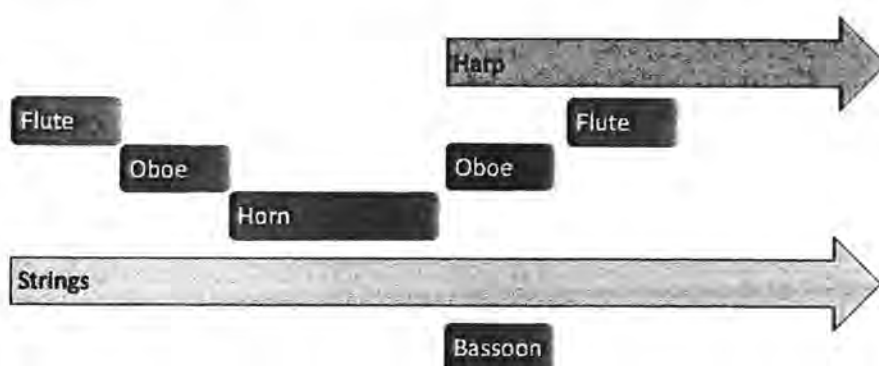 Harp
Flute
Flute
Oboe
Oboe
Horn
Strings
Bassoon